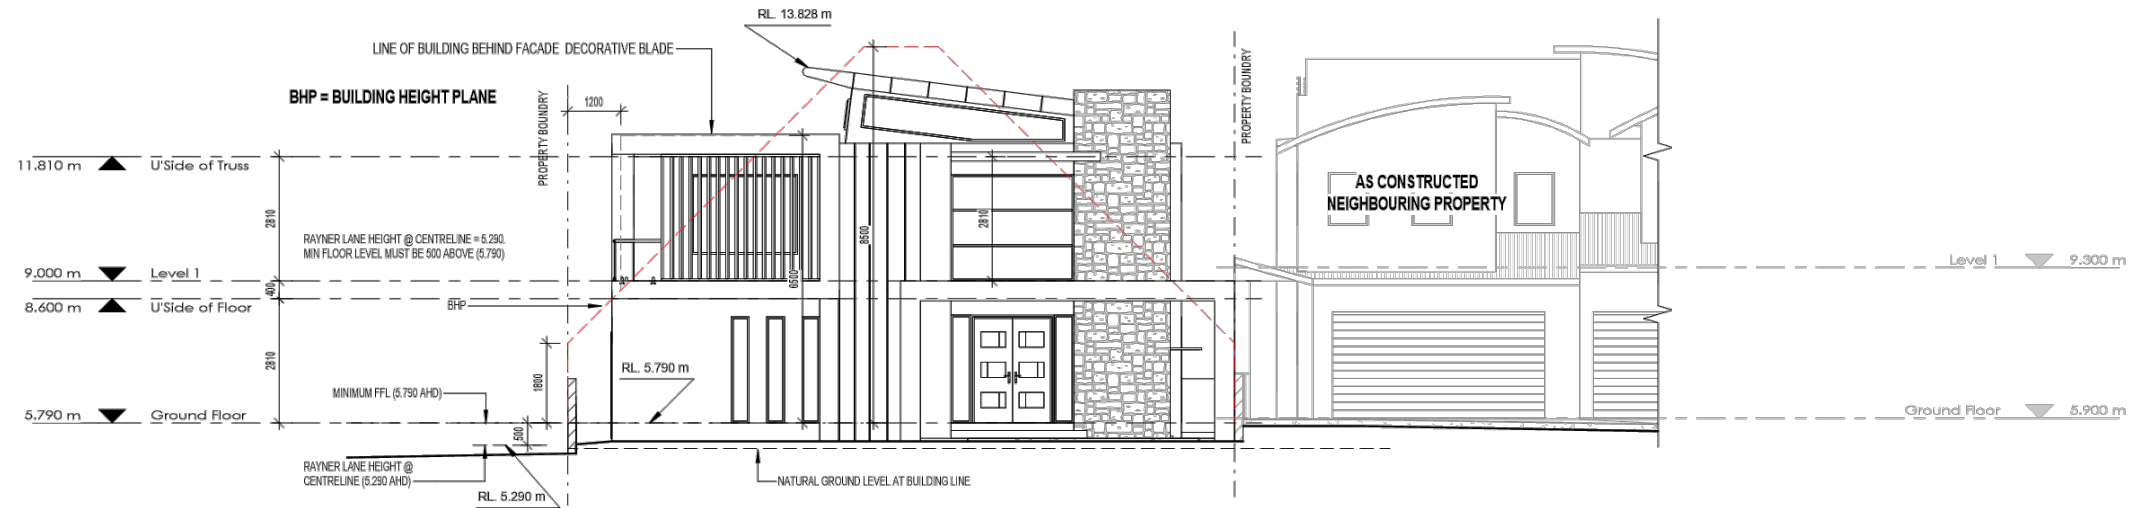 RL. 13.828 m
LINE OF BUILDING BEHIND FACADE DECORATIVE BLADE
BHP = BUILDING HEIGHT PLANE
1200
PROPERTY BOUNDRY
PROPERTY BOUNDRY
11.810 m U'Side of Truss
AS CONSTRUCTED
NEIGHBOURING PROPERTY
2810
2810
8500
6500
RAYNER LANE HEIGHT @ CENTRELINE = 5.290.
MIN FLOOR LEVEL MUST BE 500 ABOVE (5.790)
Level 1 9.300 m
9.000 m Level 1
400
8.600 m U'Side of Floor
BHP
2810
1800
RL. 5.790 m
MINIMUM FFL (5.790 AHD)
5.790 m Ground Floor
Ground Floor 5.900 m
500
RAYNER LANE HEIGHT @
CENTRELINE (5.290 AHD)
RL. 5.290 m
NATURAL GROUND LEVEL AT BUILDING LINE